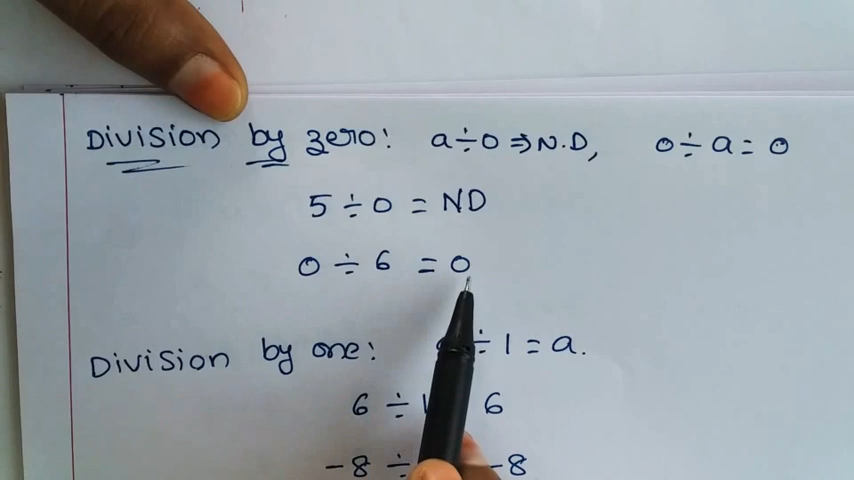 Division by zero: a÷0 ⇒ N.D, 0÷a = 0
5 ÷ 0 = ND
0 ÷ 6 = 0
Division by one: ÷ 1 = a.
6 ÷ 1 6
-8 ÷ -8